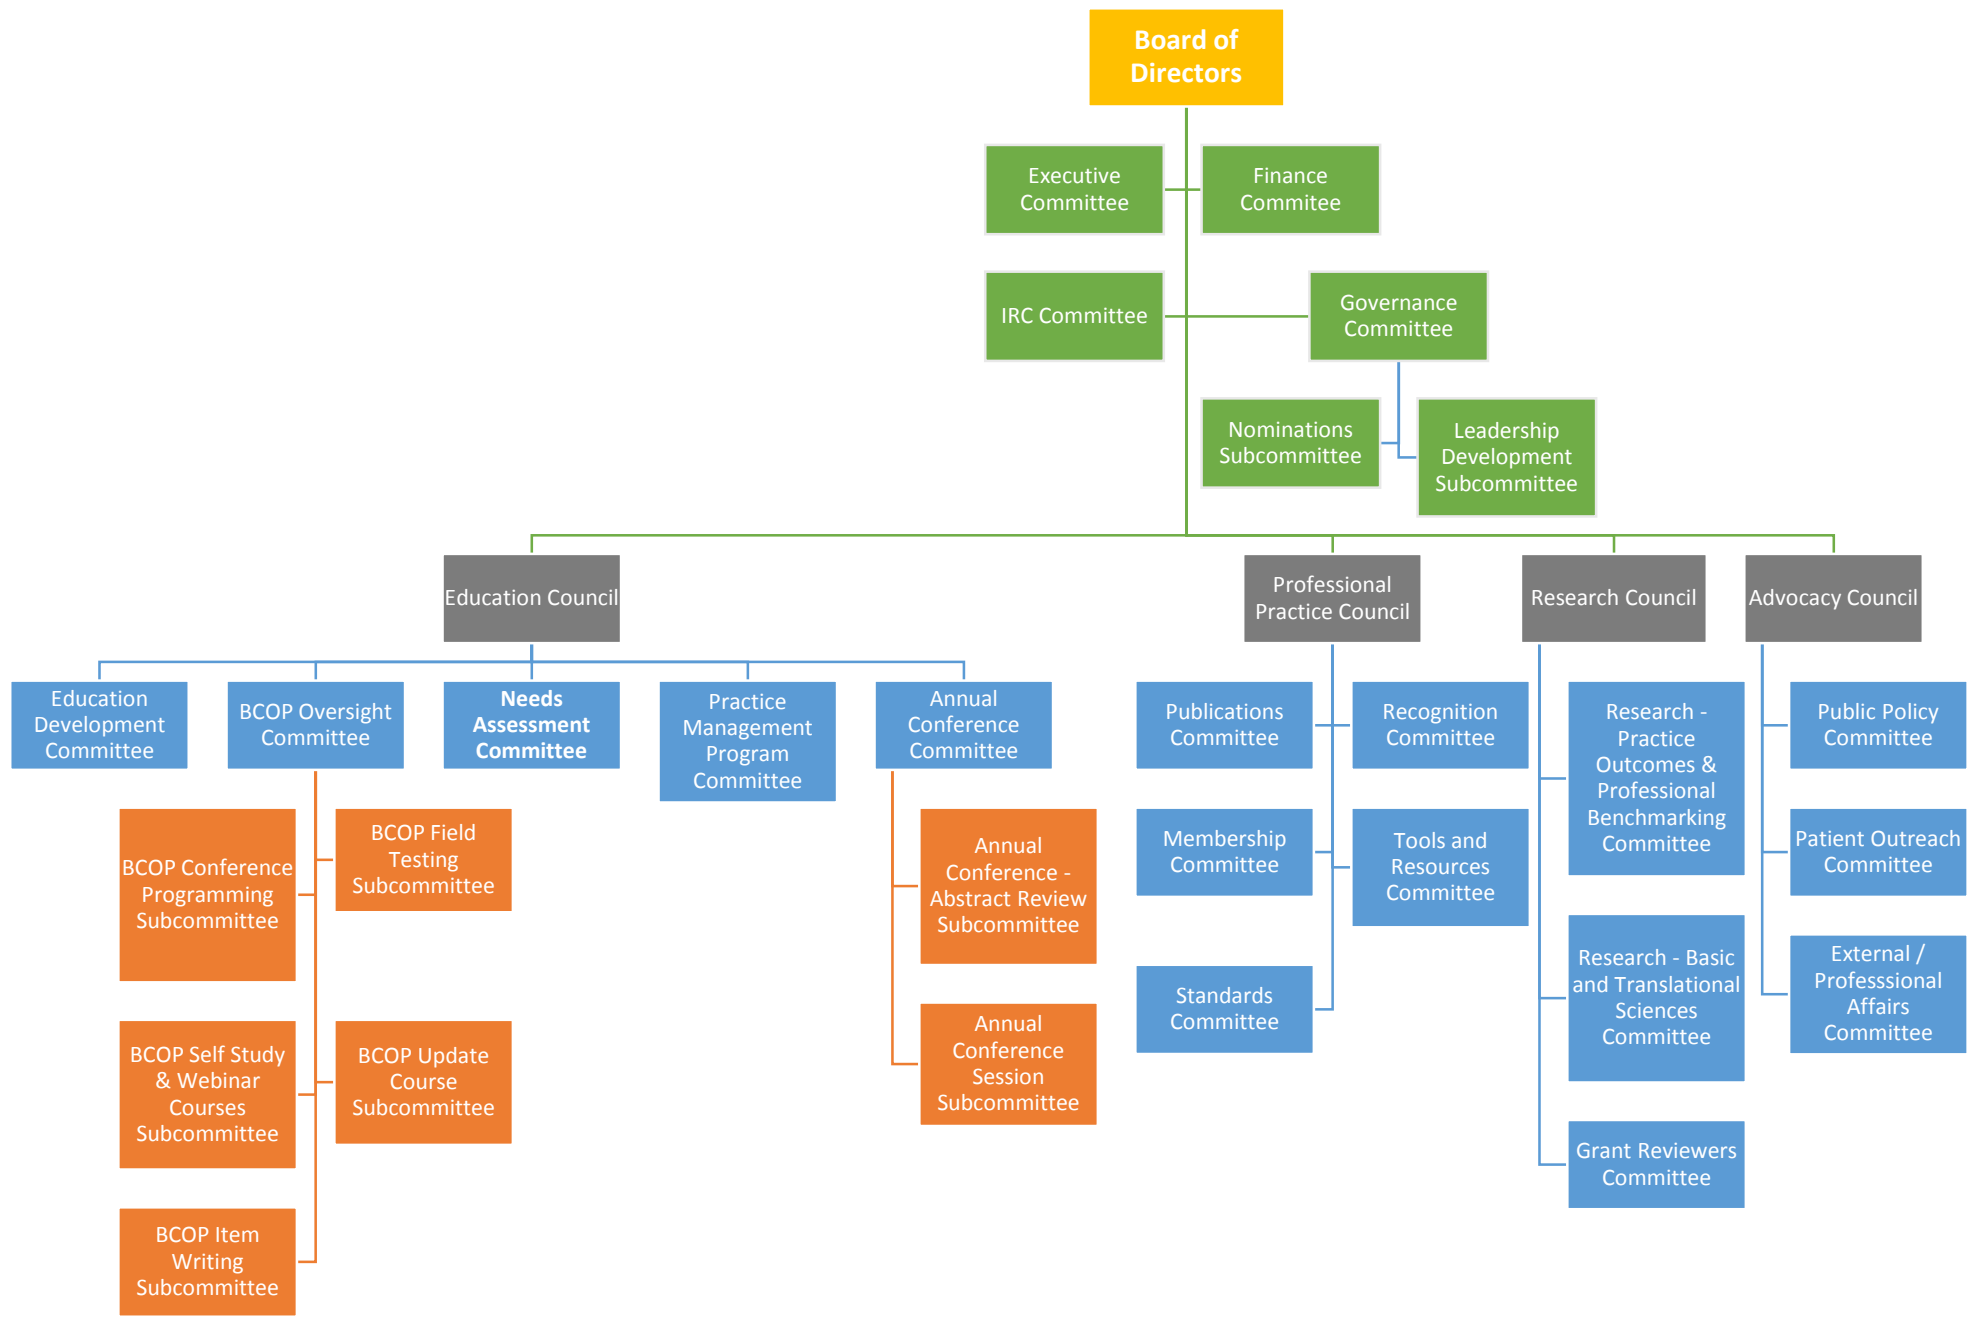 Board of
Directors
Executive
Committee
Finance
Commitee
IRC Committee
Governance
Committee
Nominations
Subcommittee
Leadership
Development
Subcommittee
Education Council
Professional
Practice Council
Research Council
Advocacy Council
Education
Development
Committee
BCOP Oversight
Committee
Needs
Assessment
Committee
Practice
Management
Program
Committee
Annual
Conference
Committee
Publications
Committee
Recognition
Committee
Research -
Practice
Outcomes &
Professional
Benchmarking
Committee
Public Policy
Committee
BCOP Conference
Programming
Subcommittee
BCOP Field
Testing
Subcommittee
Annual
Conference -
Abstract Review
Subcommittee
Membership
Committee
Tools and
Resources
Committee
Patient Outreach
Committee
Research - Basic
and Translational
Sciences
Committee
External /
Professsional
Affairs
Committee
Standards
Committee
BCOP Self Study
& Webinar
Courses
Subcommittee
BCOP Update
Course
Subcommittee
Annual
Conference
Session
Subcommittee
Grant Reviewers
Committee
BCOP Item
Writing
Subcommittee